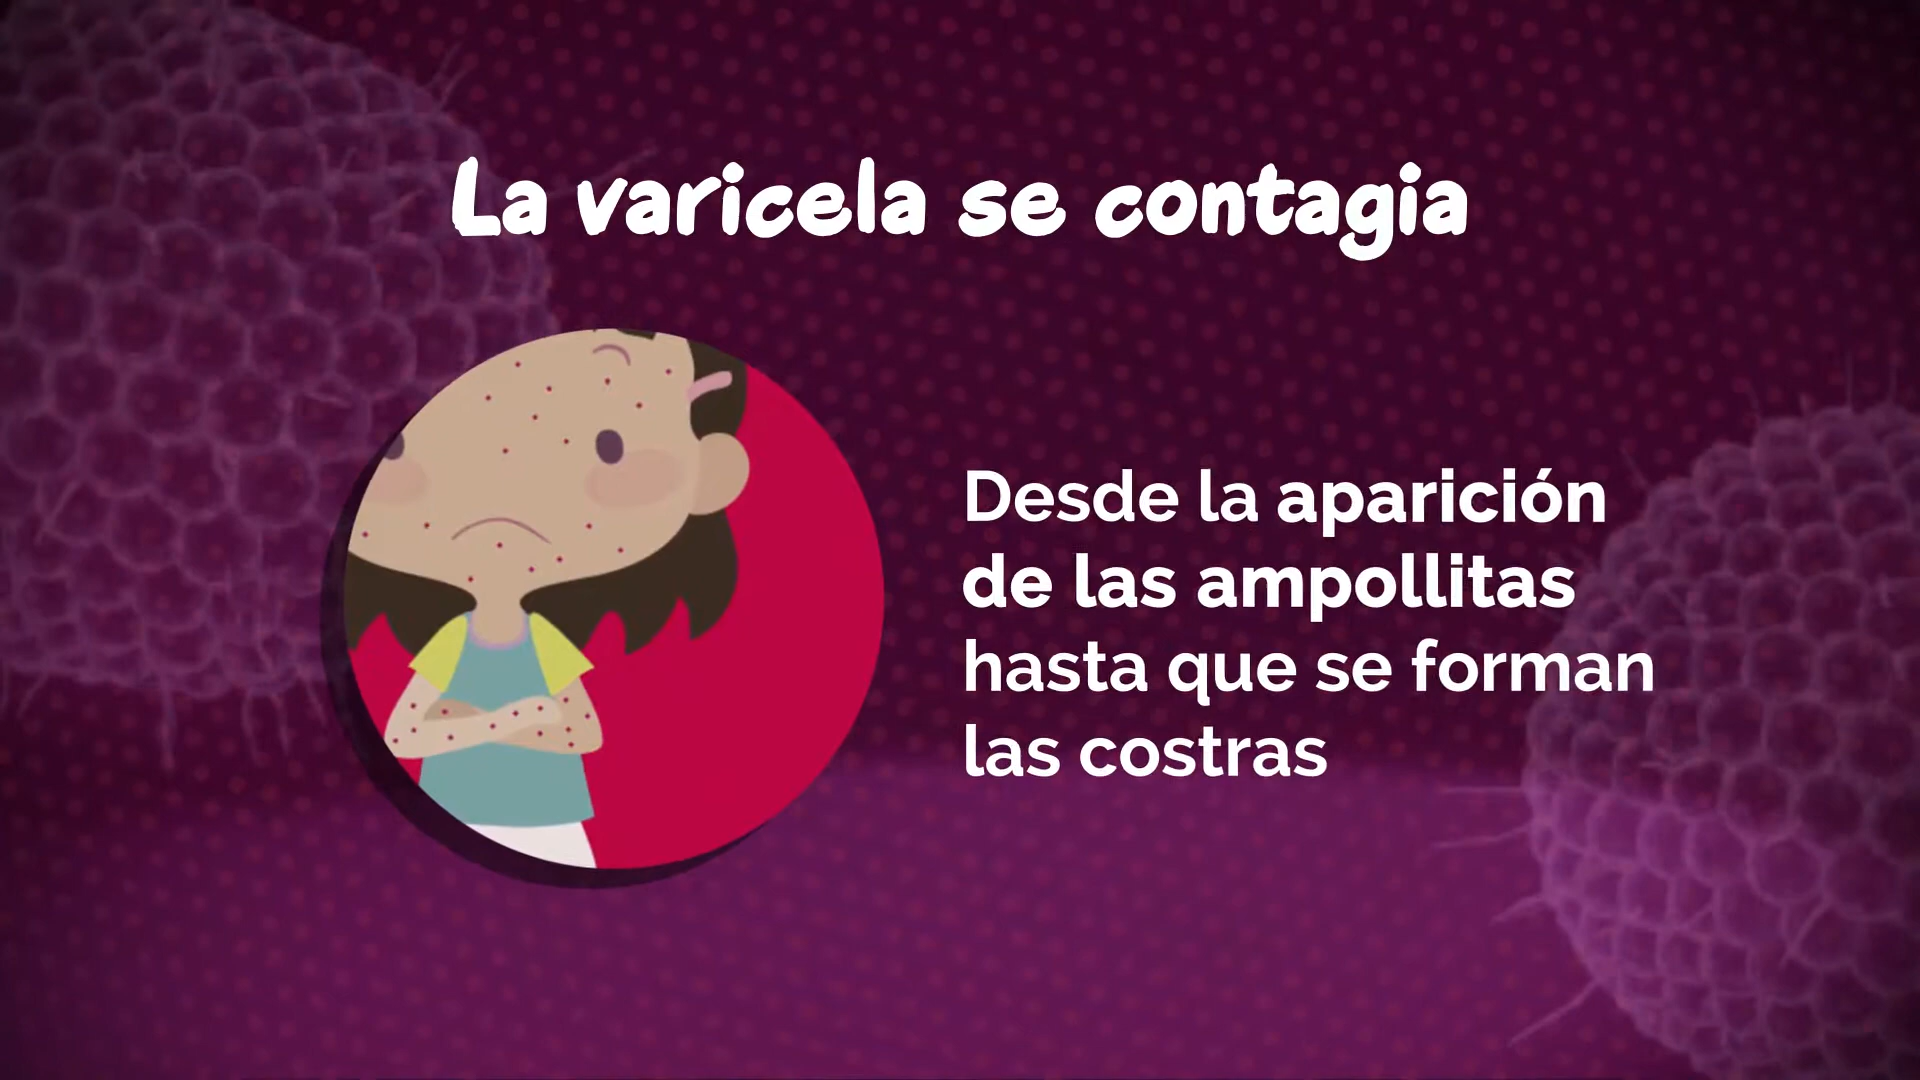 La varicela se contagia
Desde la aparición
de las ampollitas
hasta que se forman
las costras